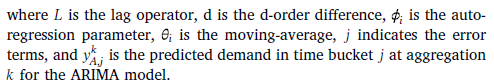 where L is the lag operator, d is the d-order difference, ϕᵢ is the auto-
regression parameter, θᵢ is the moving-average, j indicates the error
terms, and yᵏ_A,j is the predicted demand in time bucket j at aggregation
k for the ARIMA model.